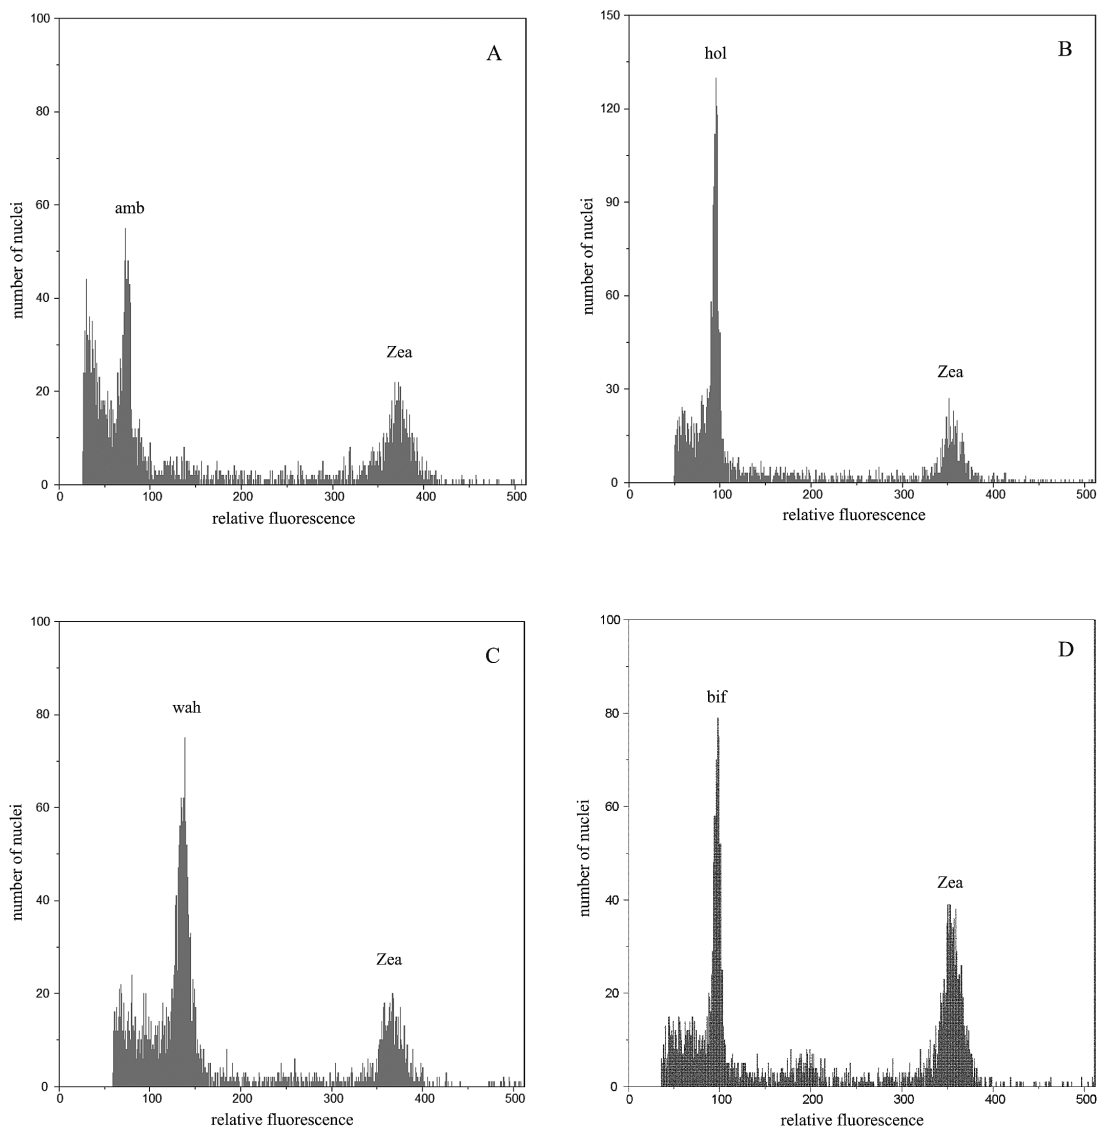 A
amb
Zea
number of nuclei
100
80
60
40
20
0
0 100 200 300 400 500
relative fluorescence
B
hol
Zea
number of nuclei
150
120
90
60
30
0
0 100 200 300 400 500
relative fluorescence
C
wah
Zea
number of nuclei
100
80
60
40
20
0
0 100 200 300 400 500
relative fluorescence
D
bif
Zea
number of nuclei
100
80
60
40
20
0
0 100 200 300 400 500
relative fluorescence